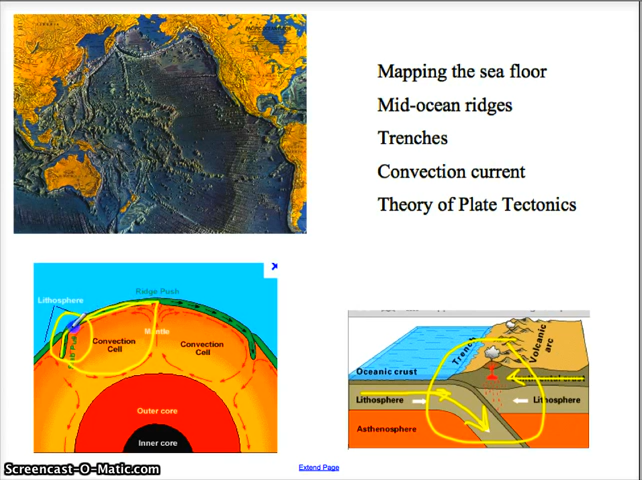 Mapping the sea floor
Mid-ocean ridges
Trenches
Convection current
Theory of Plate Tectonics
Ridge Push
Lithosphere
Mantle
Convection
Cell
Convection
Cell
Outer core
Inner core
Trench
Volcanic
arc
Oceanic crust
Lithosphere
Lithosphere
Asthenosphere
Extend Page
Screencast-O-Matic.com